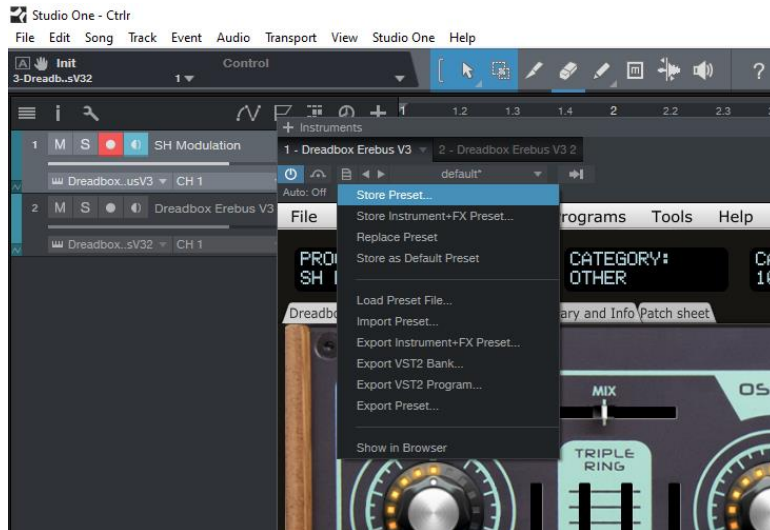 Studio One - Ctrlr
File Edit Song Track Event Audio Transport View Studio One Help
A Init Control
3-Dreadb..sV32 1
?
i 1 1.2 1.3 1.4 2 2.2 2.3
+ Instruments
1 M S SH Modulation
1 - Dreadbox Erebus V3 2 - Dreadbox Erebus V3 2
Dreadbox..usV3 CH 1
default*
Auto: Off
2 M S Dreadbox Erebus V3
Dreadbox..sV32 CH 1
Store Preset...
Store Instrument+FX Preset...
Replace Preset
Store as Default Preset
Load Preset File...
Import Preset...
Export Instrument+FX Preset...
Export VST2 Bank...
Export VST2 Program...
Export Preset...
Show in Browser
File rograms Tools Help
CATEGORY:
SH OTHER
ary and Info Patch sheet
MIX
TRIPLE
RING